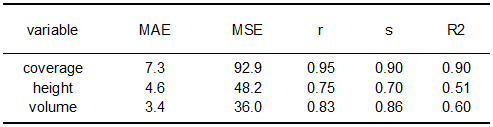 variable MAE MSE r s R2
coverage 7.3 92.9 0.95 0.90 0.90
height 4.6 48.2 0.75 0.70 0.51
volume 3.4 36.0 0.83 0.86 0.60